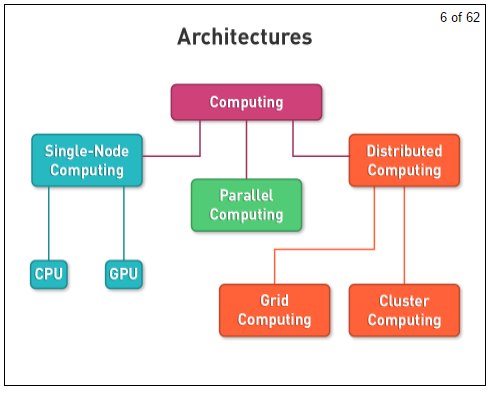 6 of 62
Architectures
Computing
Single-Node
Computing
Distributed
Computing
Parallel
Computing
CPU
GPU
Grid
Computing
Cluster
Computing